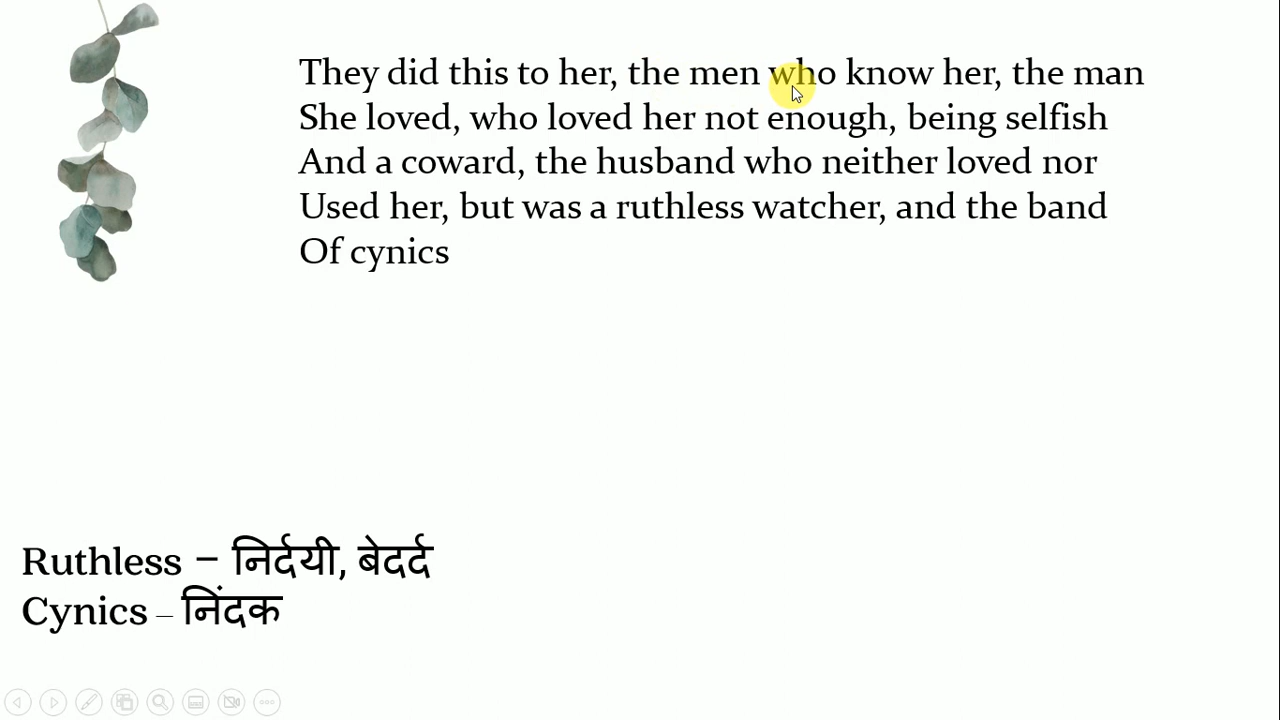 They did this to her, the men who know her, the man
She loved, who loved her not enough, being selfish
And a coward, the husband who neither loved nor
Used her, but was a ruthless watcher, and the band
Of cynics
Ruthless – निर्दयी, बेदर्द
Cynics – निंदक